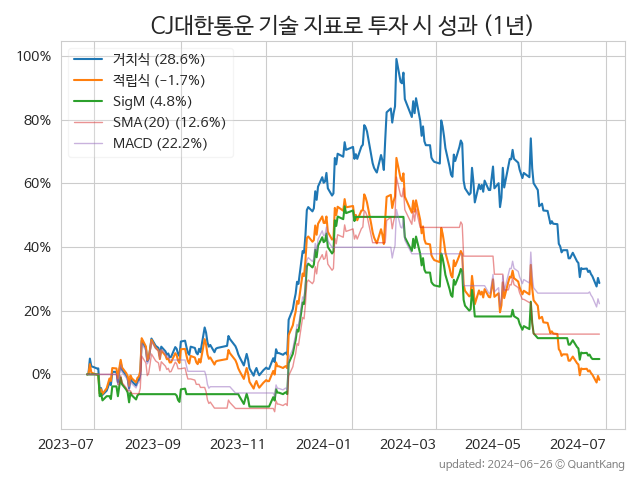 CJ대한통운 기술 지표로 투자 시 성과 (1년)
100%
80%
60%
40%
20%
0%
거치식 (28.6%)
적립식 (−1.7%)
SigM (4.8%)
SMA(20) (12.6%)
MACD (22.2%)
2023-07 2023-09 2023-11 2024-01 2024-03 2024-05 2024-07
updated: 2024-06-26 © QuantKang